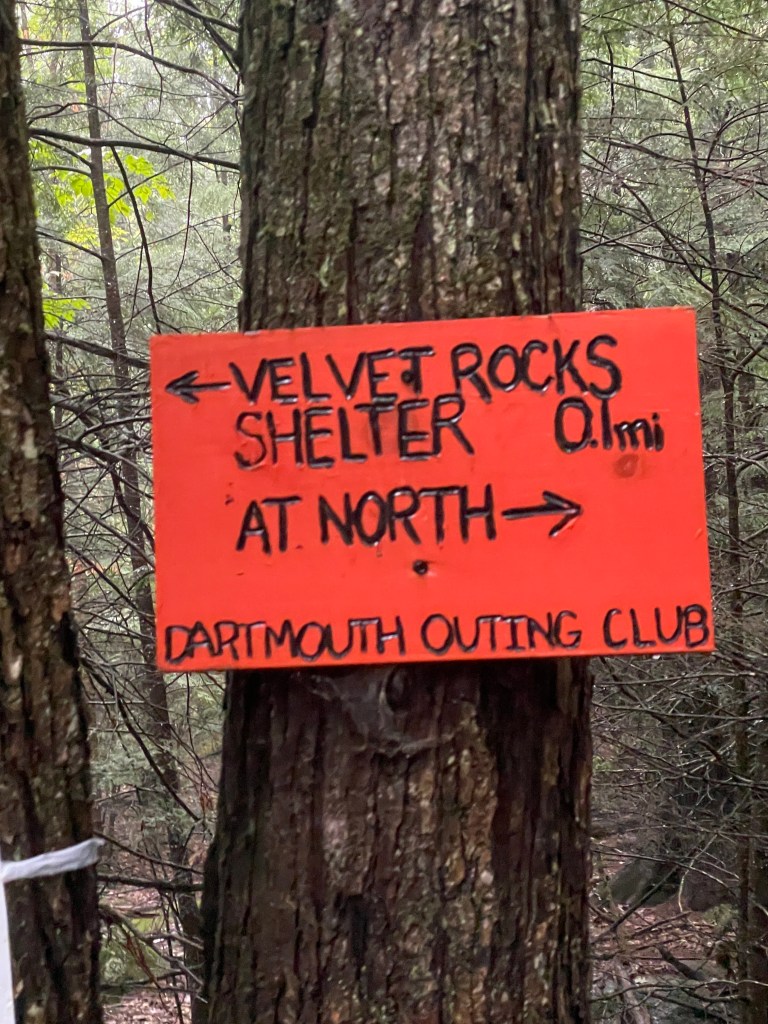 ← VELVET ROCKS
SHELTER 0.1mi
AT NORTH →
DARTMOUTH OUTING CLUB